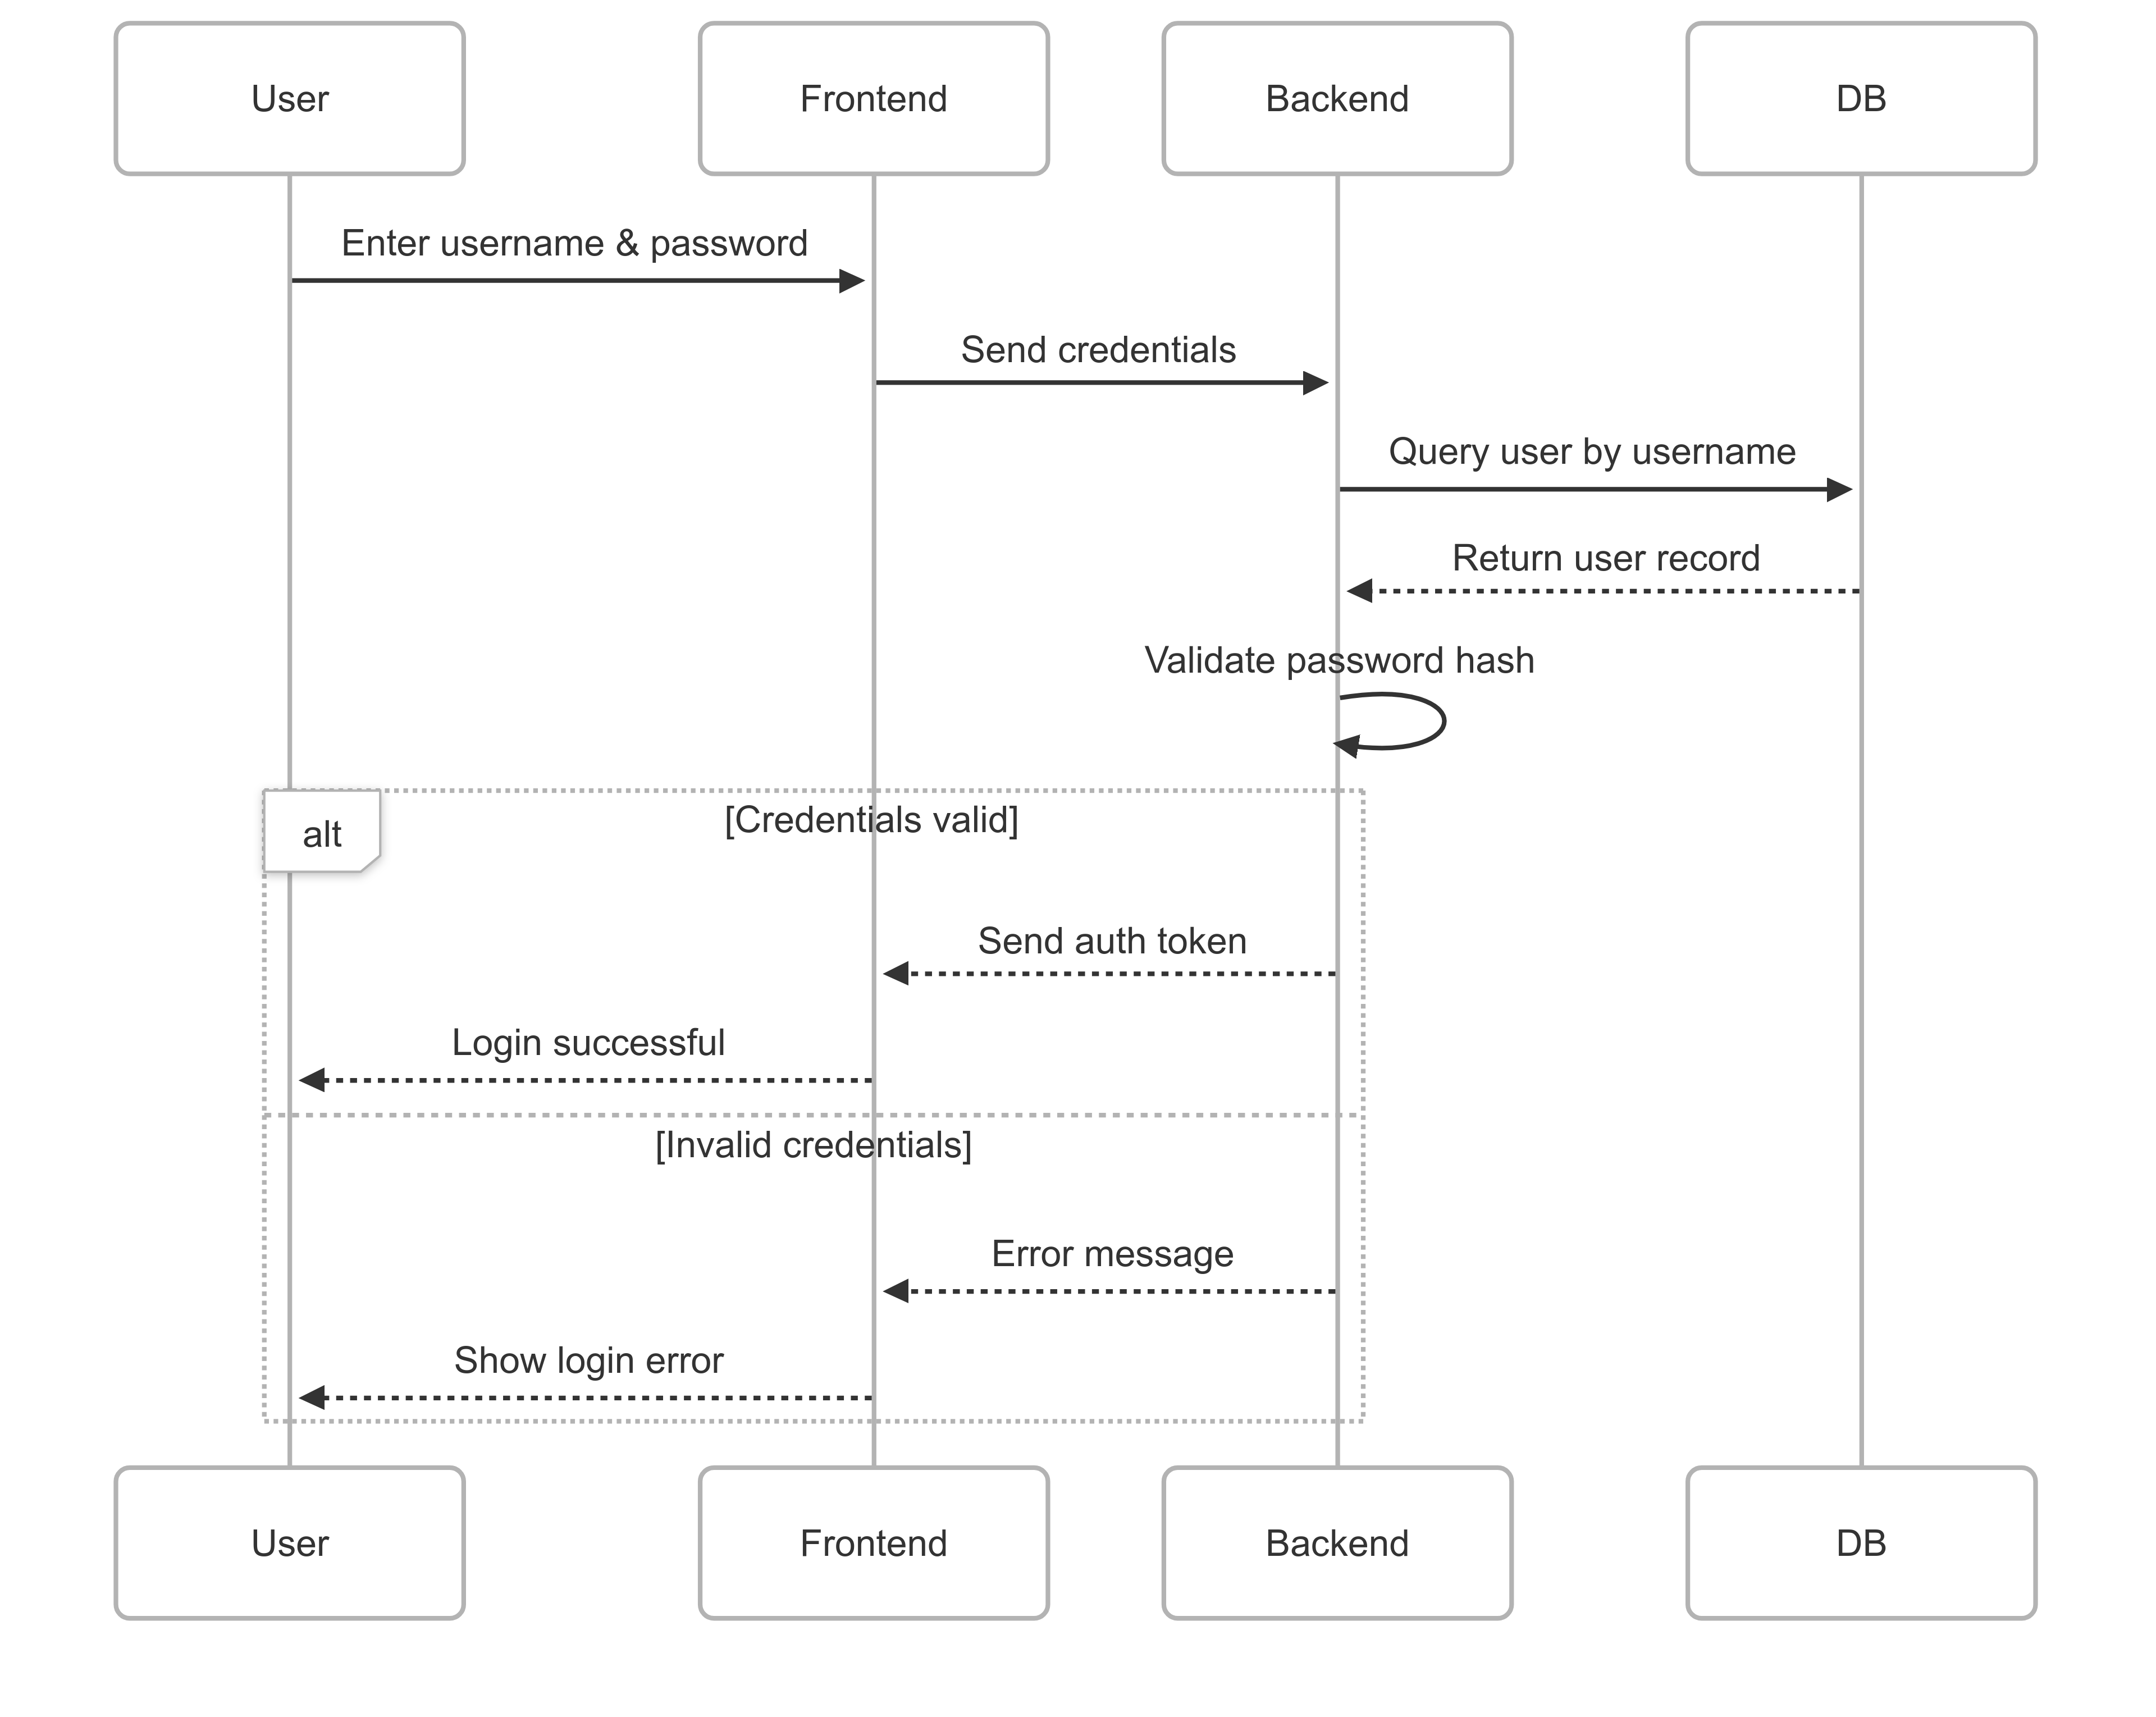 User
Frontend
Backend
DB
Enter username & password
Send credentials
Query user by username
Return user record
Validate password hash
alt
[Credentials valid]
Send auth token
Login successful
[Invalid credentials]
Error message
Show login error
User
Frontend
Backend
DB